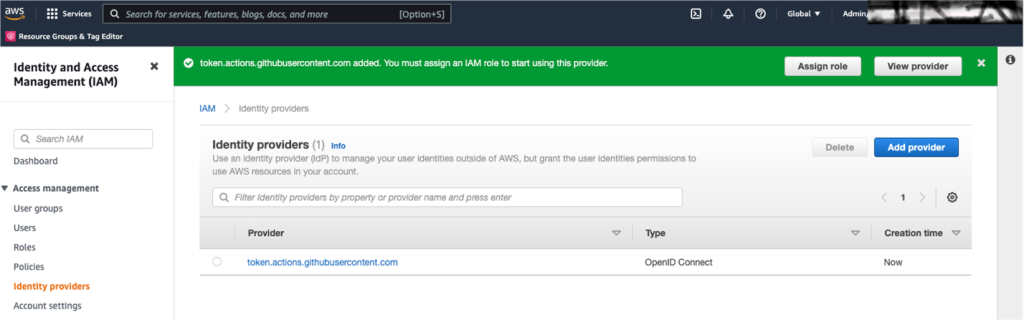 aws Services Search for services, features, blogs, docs, and more [Option+S] Global Admin
Resource Groups & Tag Editor
Identity and Access
Management (IAM)
token.actions.githubusercontent.com added. You must assign an IAM role to start using this provider.
Assign role
View provider
IAM > Identity providers
Search IAM
Dashboard
Access management
User groups
Users
Roles
Policies
Identity providers
Account settings
Identity providers (1) Info
Use an identity provider (IdP) to manage your user identities outside of AWS, but grant the user identities permissions to
use AWS resources in your account.
Delete
Add provider
Filter Identity providers by property or provider name and press enter
1
Provider Type Creation time
token.actions.githubusercontent.com OpenID Connect Now